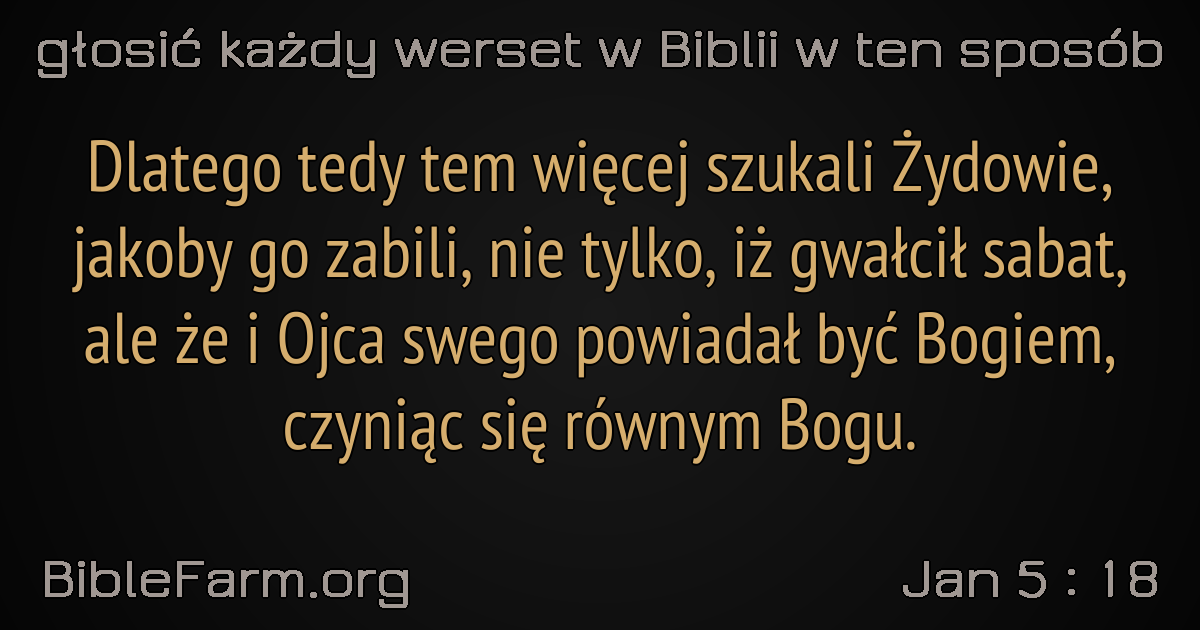 głosić każdy werset w Biblii w ten sposób
Dlatego tedy tem więcej szukali Żydowie,
jakoby go zabili, nie tylko, iż gwałcił sabat,
ale że i Ojca swego powiadał być Bogiem,
czyniąc się równym Bogu.
BibleFarm.org
Jan 5 : 18